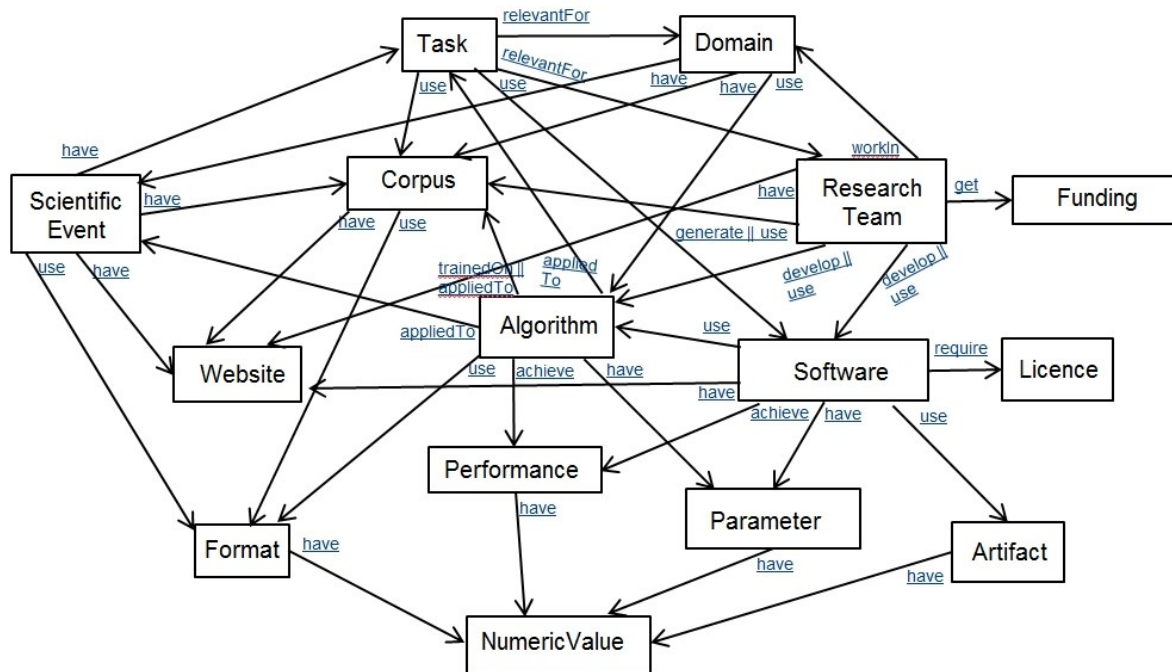 relevantFor
Task
Domain
relevantFor
use
use
have
have
use
have
workIn
Corpus
Scientific
Event
have
have
Research
Team
get
Funding
have
use
generate || use
use
have
trainedOn ||
appliedTo
applied
To
develop ||
use
develop ||
use
appliedTo
Algorithm
use
require
Website
Software
Licence
use
achieve
have
have
achieve
have
use
Performance
have
Parameter
Format
have
Artifact
have
have
NumericValue